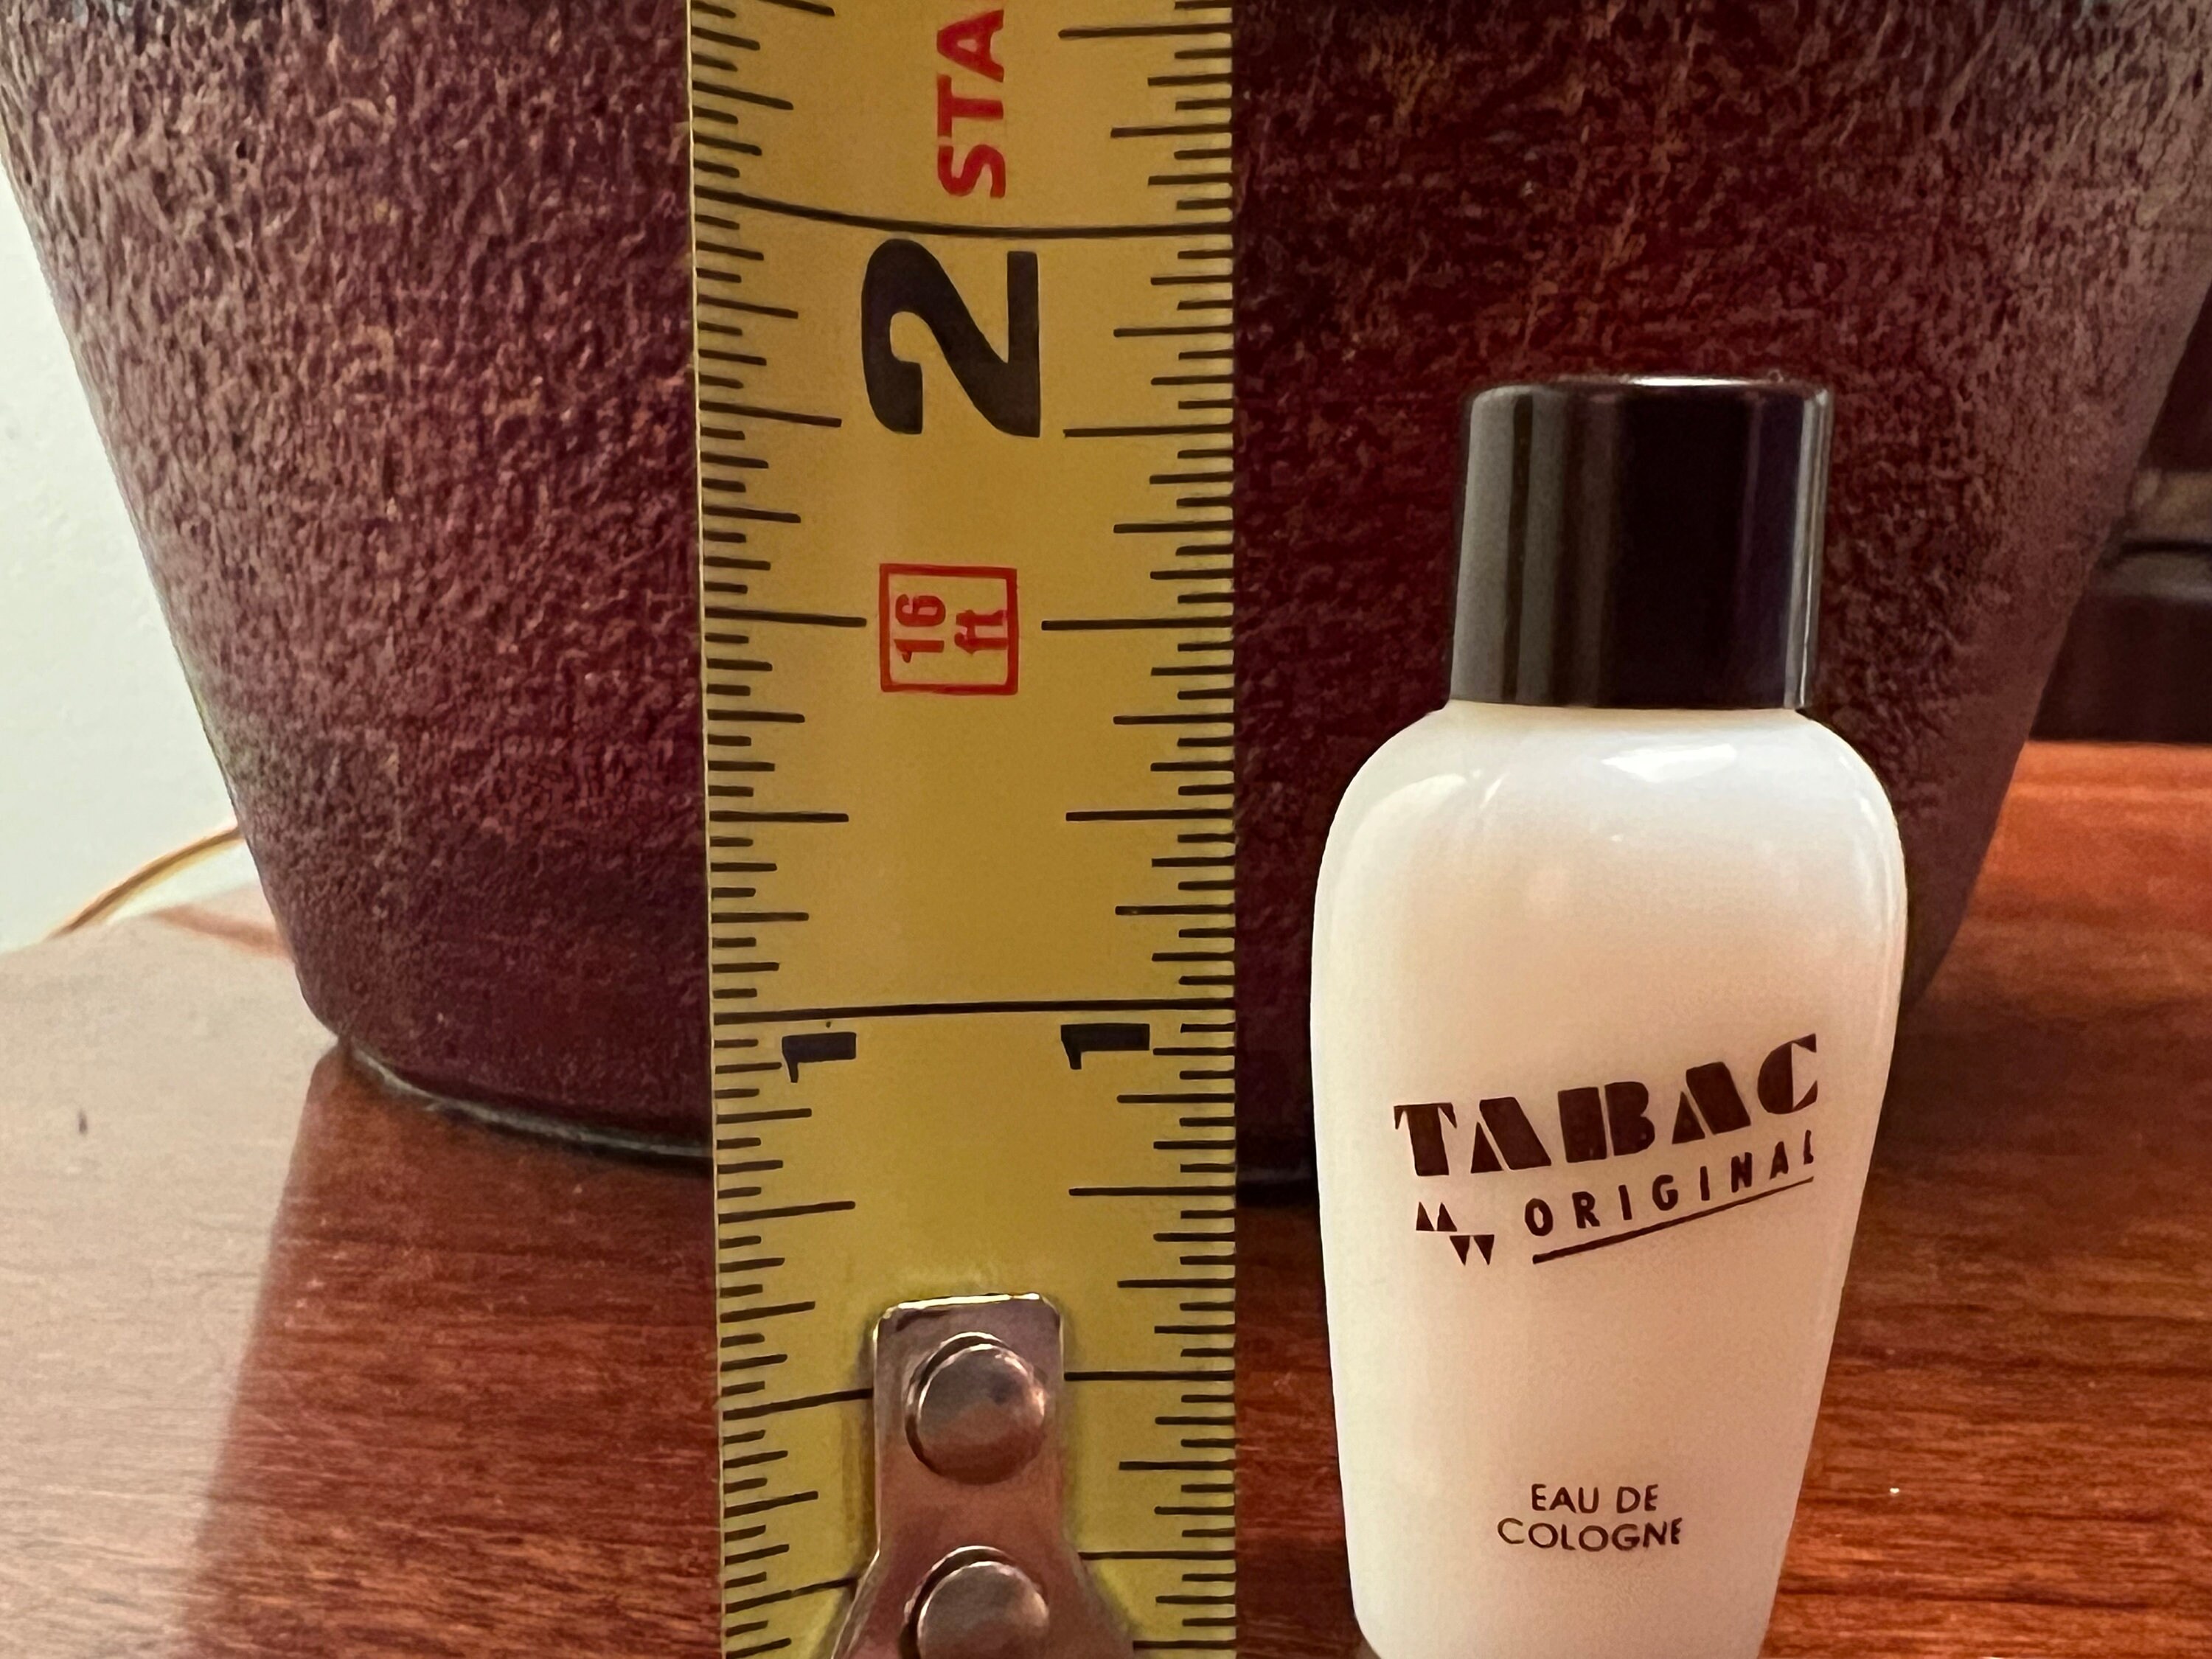 STA
2
16
ft
1 1
TABAC
ORIGINAL
EAU DE
COLOGNE